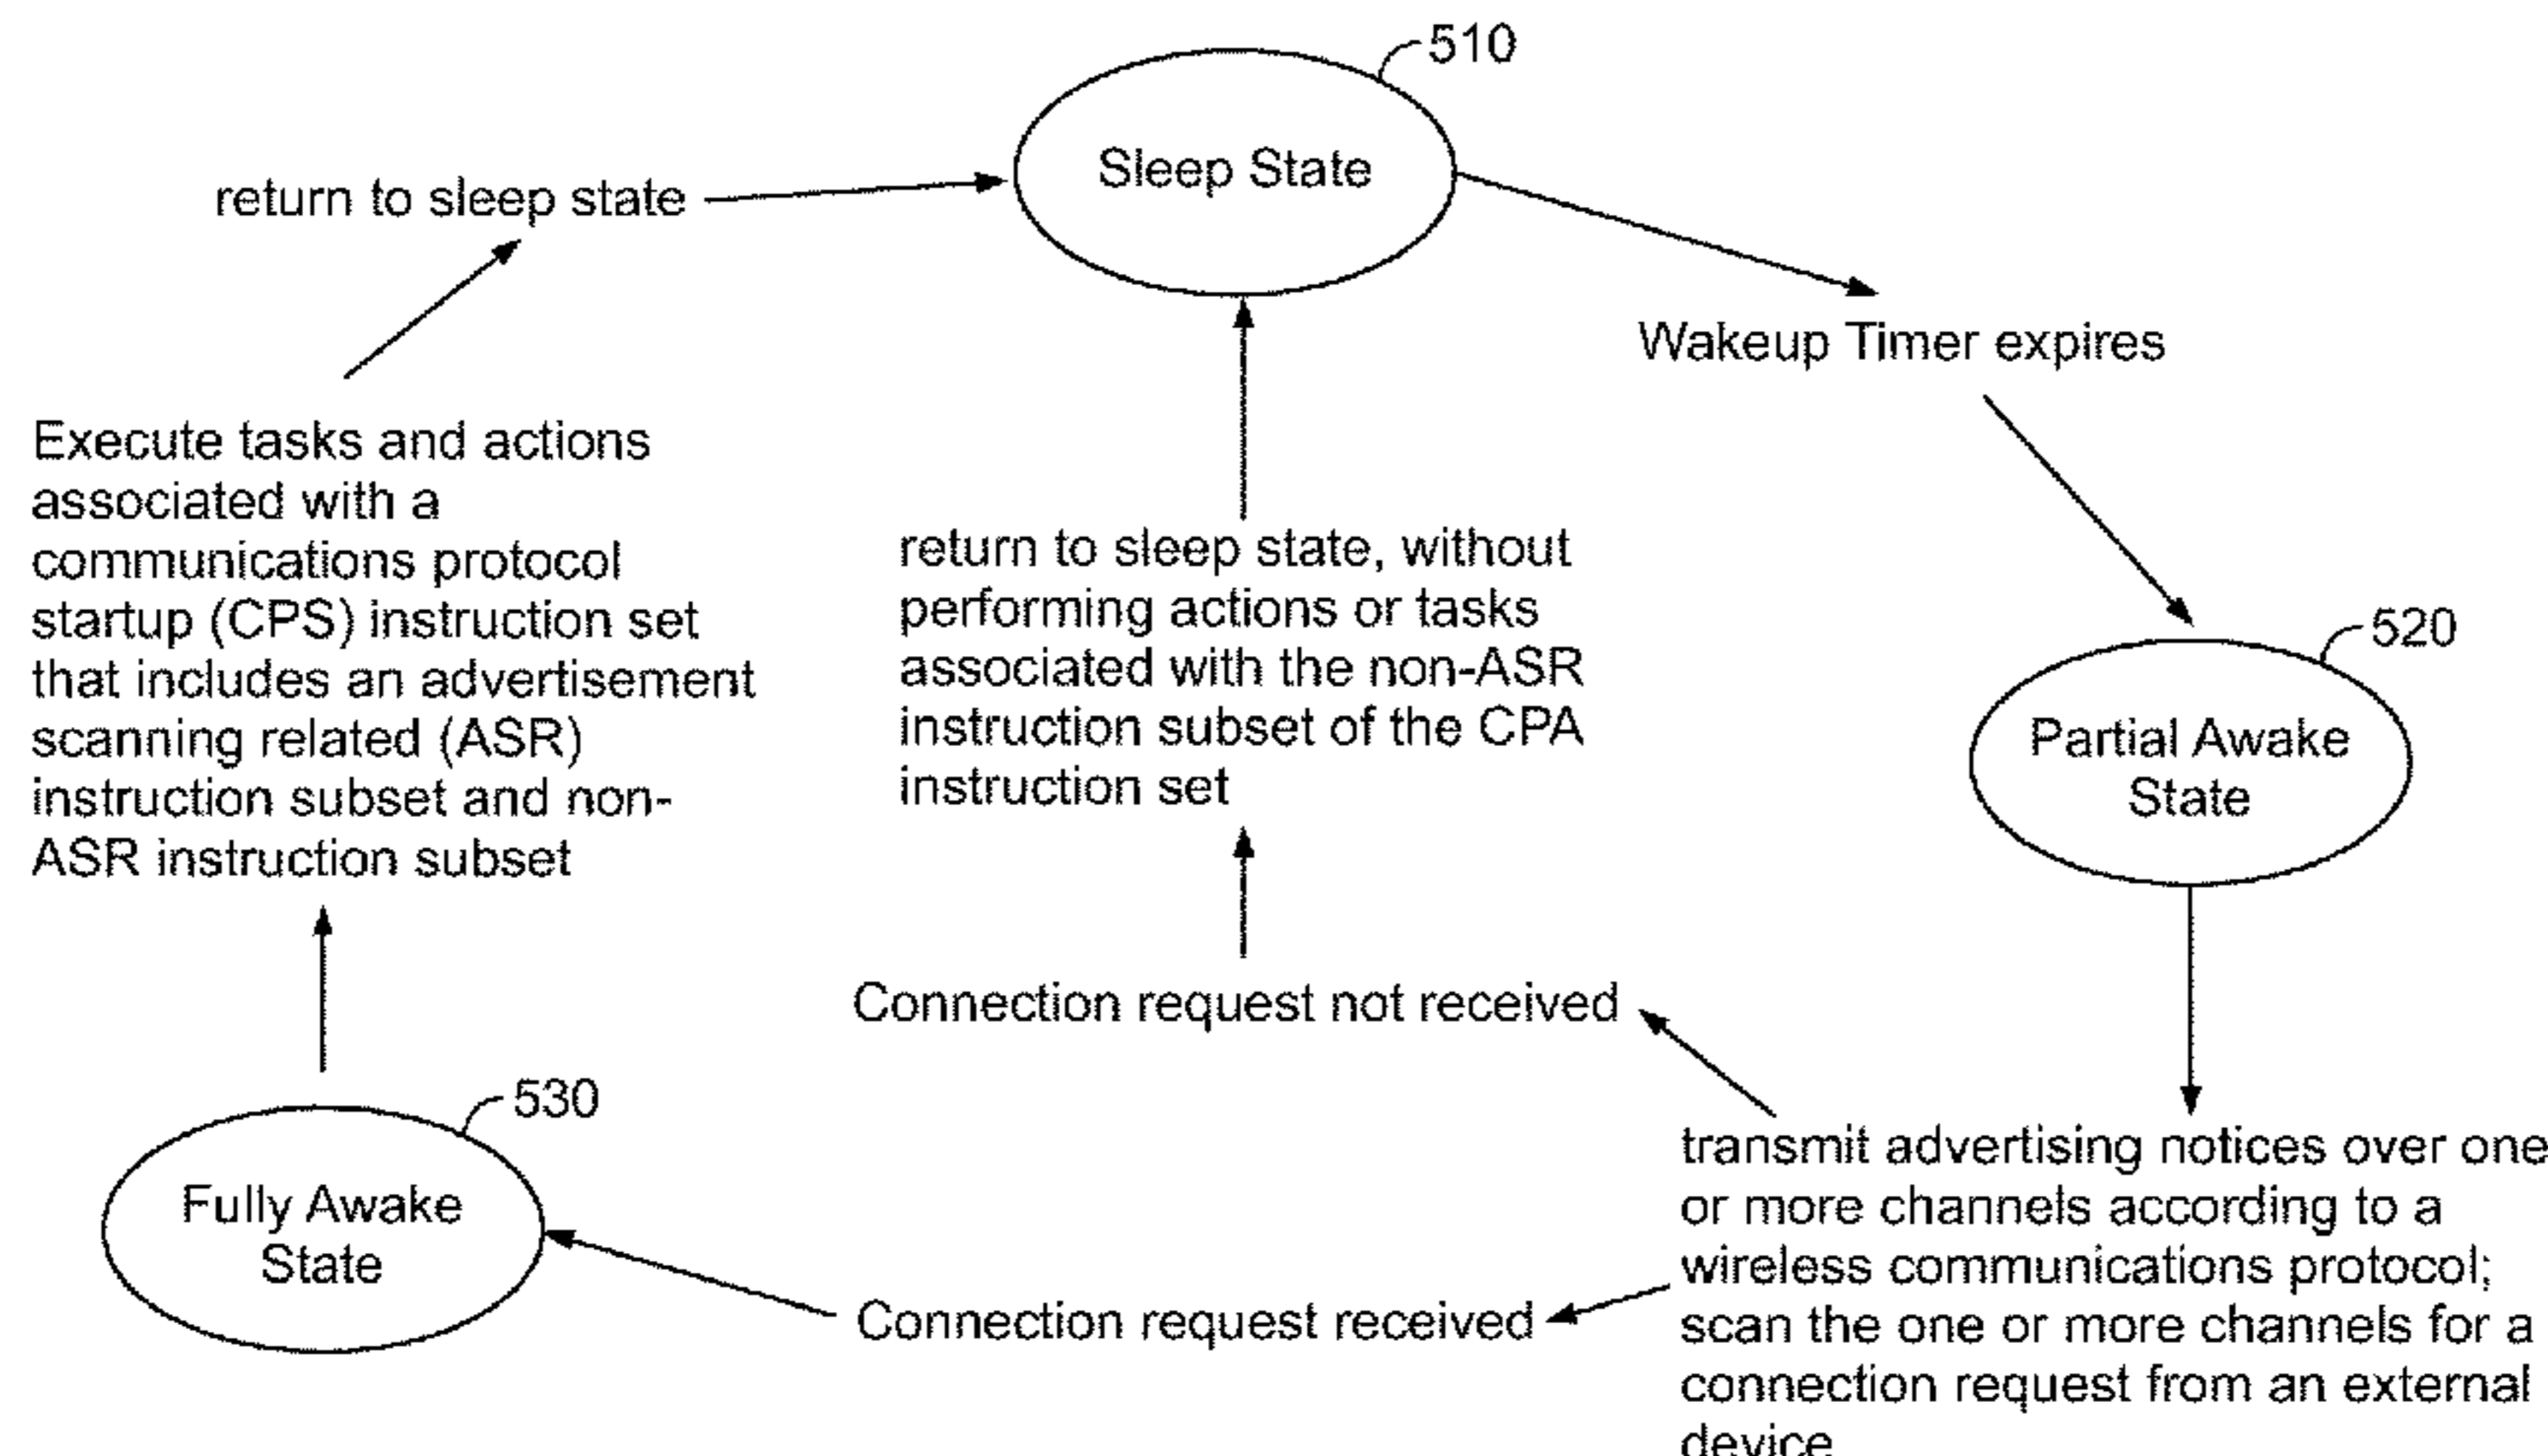 510
Sleep State
return to sleep state
Wakeup Timer expires
Execute tasks and actions
associated with a
communications protocol
startup (CPS) instruction set
that includes an advertisement
scanning related (ASR)
instruction subset and non-
ASR instruction subset
return to sleep state, without
performing actions or tasks
associated with the non-ASR
instruction subset of the CPA
instruction set
520
Partial Awake
State
Connection request not received
530
Fully Awake
State
Connection request received
transmit advertising notices over one
or more channels according to a
wireless communications protocol;
scan the one or more channels for a
connection request from an external
device